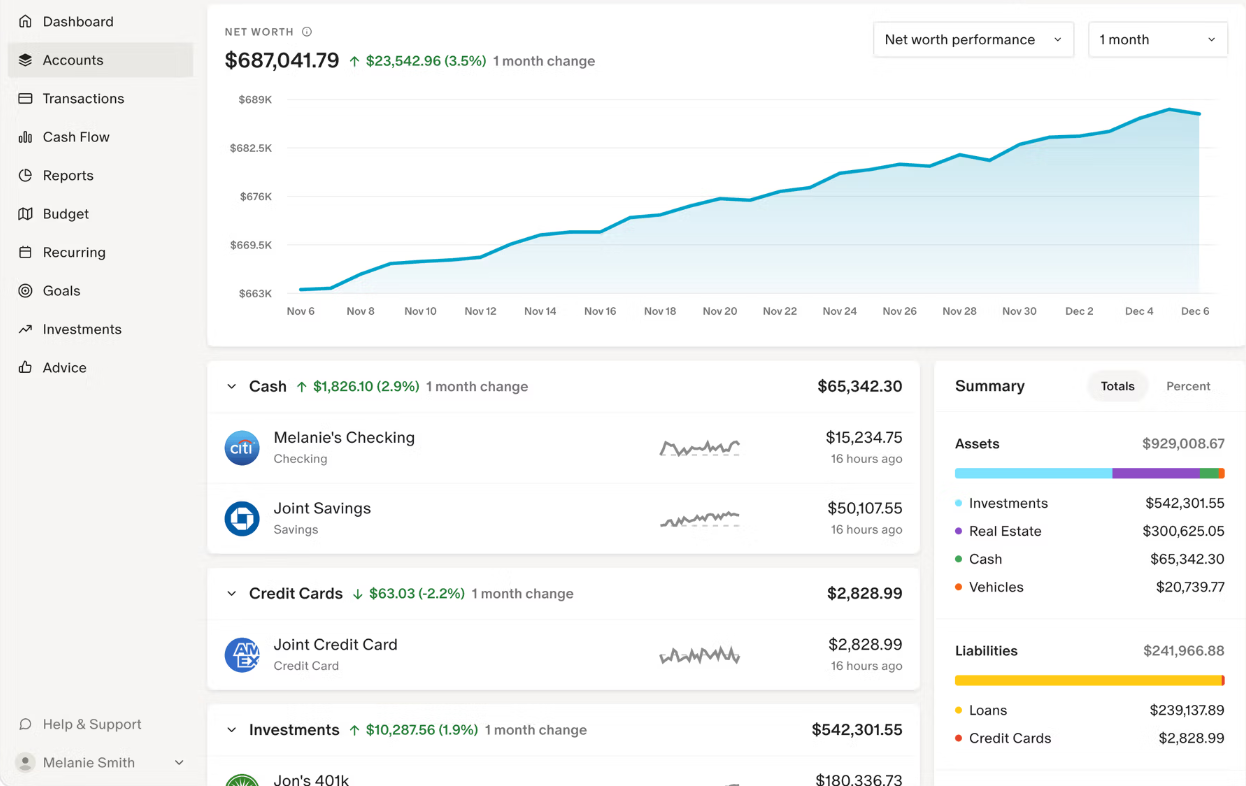 Dashboard
Accounts
Transactions
Cash Flow
Reports
Budget
Recurring
Goals
Investments
Advice
Help & Support
Melanie Smith
NET WORTH
$687,041.79 ↑ $23,542.96 (3.5%) 1 month change
Net worth performance
1 month
$689K
$682.5K
$676K
$669.5K
$663K
Nov 6 Nov 8 Nov 10 Nov 12 Nov 14 Nov 16 Nov 18 Nov 20 Nov 22 Nov 24 Nov 26 Nov 28 Nov 30 Dec 2 Dec 4 Dec 6
Cash ↑ $1,826.10 (2.9%) 1 month change $65,342.30
citi
Melanie's Checking $15,234.75
Checking 16 hours ago
Joint Savings $50,107.55
Savings 16 hours ago
Credit Cards ↓ $63.03 (-2.2%) 1 month change $2,828.99
AM
EX
Joint Credit Card $2,828.99
Credit Card 16 hours ago
Investments ↑ $10,287.56 (1.9%) 1 month change $542,301.55
Jon's 401k $180,336.73
Summary Totals Percent
Assets $929,008.67
Investments $542,301.55
Real Estate $300,625.05
Cash $65,342.30
Vehicles $20,739.77
Liabilities $241,966.88
Loans $239,137.89
Credit Cards $2,828.99